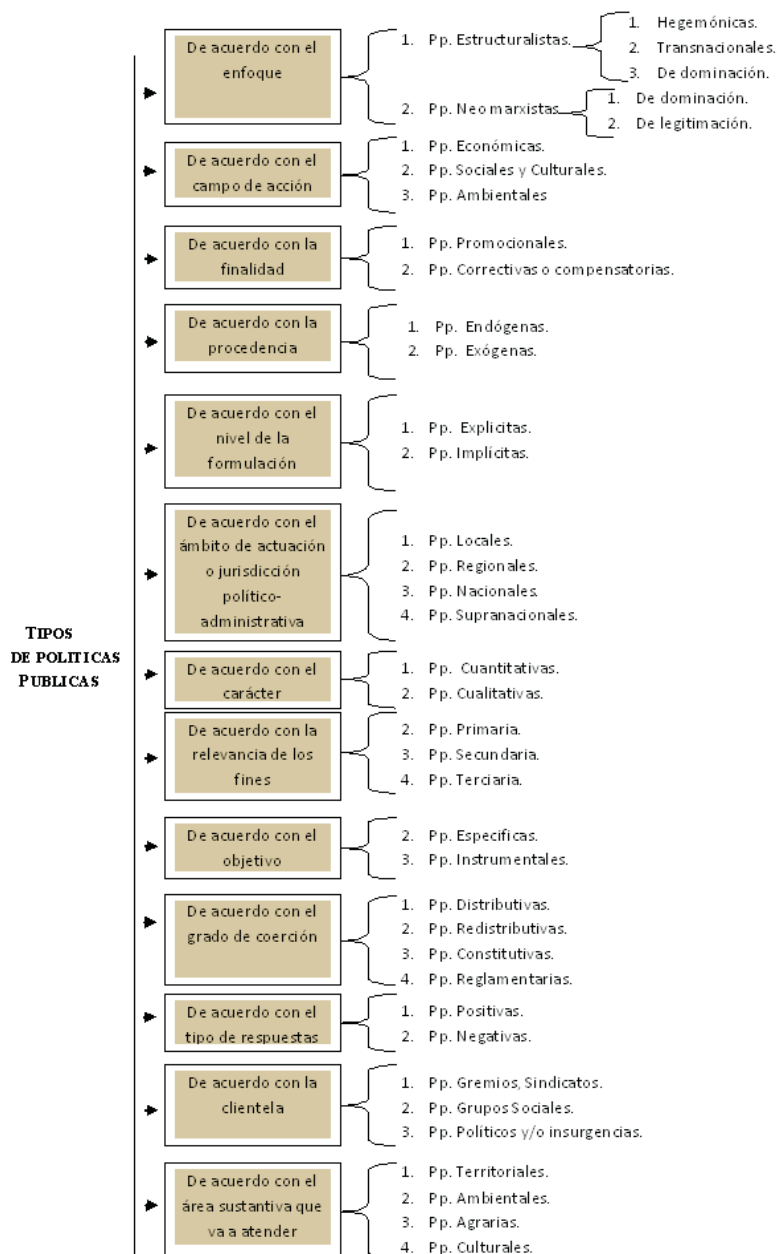 TIPOS
DE POLITICAS
PUBLICAS
De acuerdo con el
enfoque
1. Pp. Estructuralistas.
1. Hegemónicas.
2. Transnacionales.
3. De dominación.
2. Pp. Neo marxistas
1. De dominación.
2. De legitimación.
De acuerdo con el
campo de acción
1. Pp. Económicas.
2. Pp. Sociales y Culturales.
3. Pp. Ambientales
De acuerdo con la
finalidad
1. Pp. Promocionales.
2. Pp. Correctivas o compensatorias.
De acuerdo con la
procedencia
1. Pp. Endógenas.
2. Pp. Exógenas.
De acuerdo con el
nivel de la
formulación
1. Pp. Explicitas.
2. Pp. Implícitas.
De acuerdo con el
ámbito de actuación
o jurisdicción
político-
administrativa
1. Pp. Locales.
2. Pp. Regionales.
3. Pp. Nacionales.
4. Pp. Supranacionales.
De acuerdo con el
carácter
1. Pp. Cuantitativas.
2. Pp. Cualitativas.
De acuerdo con la
relevancia de los
fines
2. Pp. Primaria.
3. Pp. Secundaria.
4. Pp. Terciaria.
De acuerdo con el
objetivo
2. Pp. Especificas.
3. Pp. Instrumentales.
De acuerdo con el
grado de coerción
1. Pp. Distributivas.
2. Pp. Redistributivas.
3. Pp. Constitutivas.
4. Pp. Reglamentarias.
De acuerdo con el
tipo de respuestas
1. Pp. Positivas.
2. Pp. Negativas.
De acuerdo con la
clientela
1. Pp. Gremios, Sindicatos.
2. Pp. Grupos Sociales.
3. Pp. Políticos y/o insurgencias.
De acuerdo con el
área sustantiva que
va a atender
1. Pp. Territoriales.
2. Pp. Ambientales.
3. Pp. Agrarias.
4. Pp. Culturales.